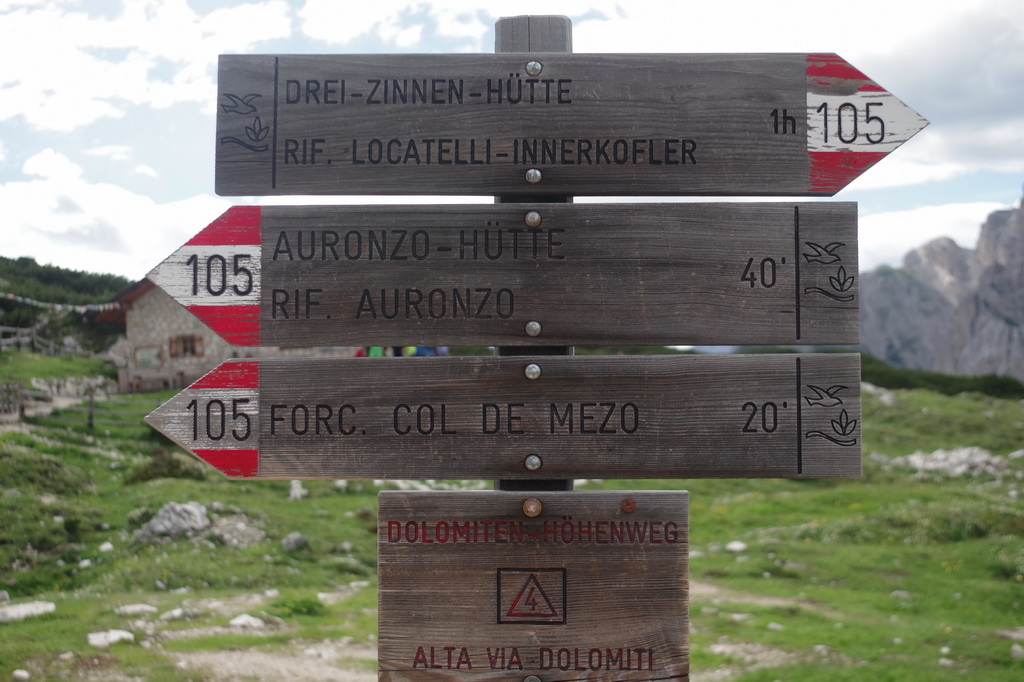 DREI-ZINNEN-HÜTTE
RIF. LOCATELLI-INNERKOFLER 1h 105
105 AURONZO-HÜTTE
RIF. AURONZO 40'
105 FORC. COL DE MEZO 20'
DOLOMITEN-HÖHENWEG
4
ALTA VIA DOLOMITI